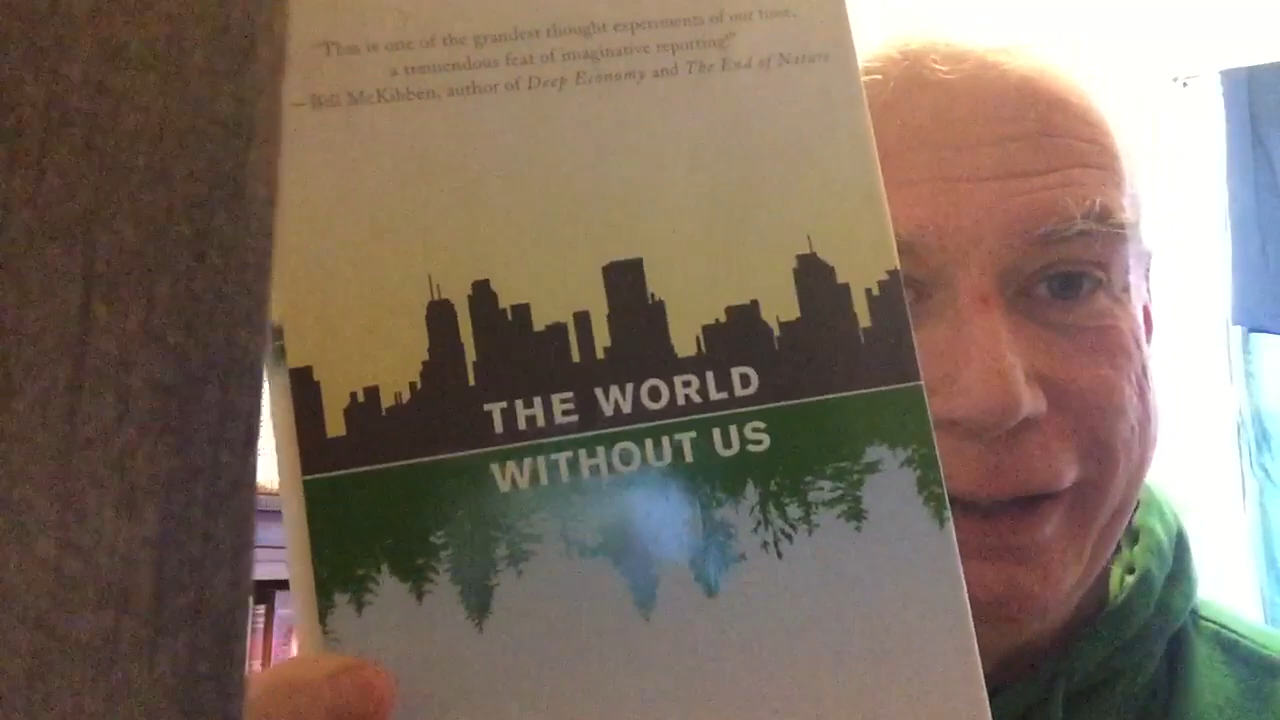 "This is one of the grandest thought experiments of our time,
a tremendous feat of imaginative reporting!"
—Bill McKibben, author of Deep Economy and The End of Nature
THE WORLD
WITHOUT US